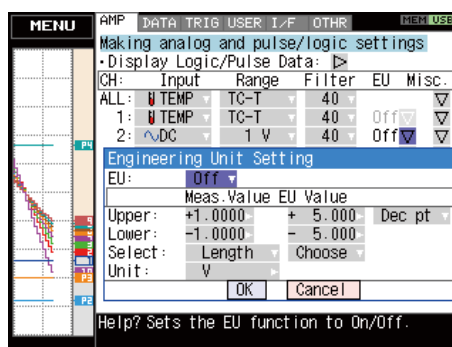 MENU
AMP DATA TRIG USER I/F OTHR MEM USE
Making analog and pulse/logic settings
・Display Logic/Pulse Data:
CH: Input Range Filter EU Misc.
ALL: TEMP TC-T 40
1: TEMP TC-T 40 Off
2: DC 1 V 40 Off
P4
Engineering Unit Setting
EU: Off
Meas.Value EU Value
Upper: +1.0000 + 5.000 Dec pt
Lower: -1.0000 - 5.000
Select: Length Choose
Unit: V
OK Cancel
P3
P2
Help? Sets the EU function to On/Off.